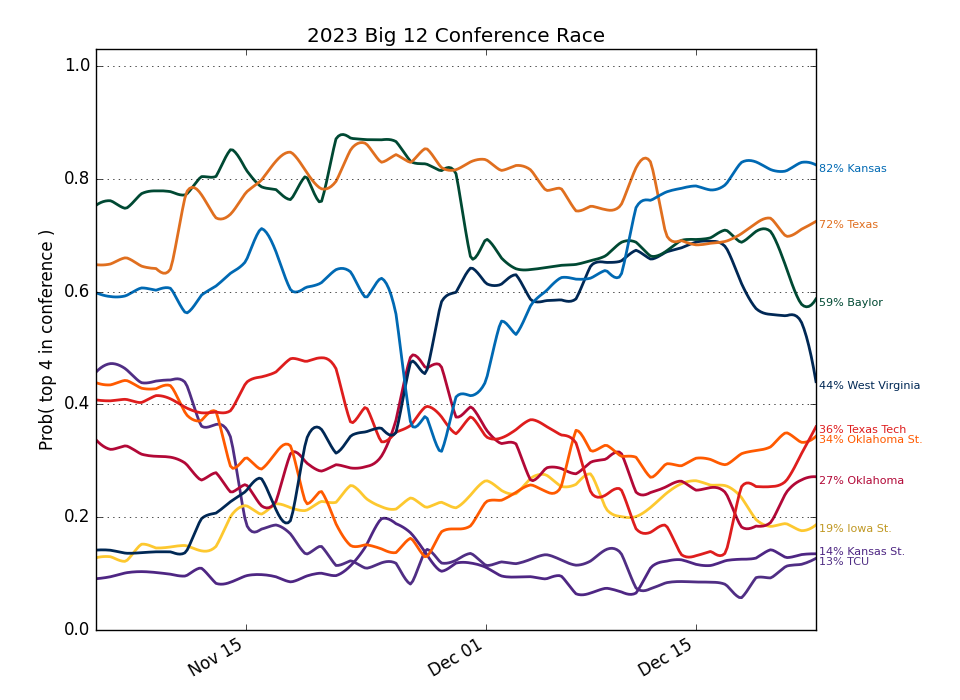 2023 Big 12 Conference Race
Prob( top 4 in conference )
1.0
0.8
0.6
0.4
0.2
0.0
Nov 15
Dec 01
Dec 15
82% Kansas
72% Texas
59% Baylor
44% West Virginia
36% Texas Tech
34% Oklahoma St.
27% Oklahoma
19% Iowa St.
14% Kansas St.
13% TCU